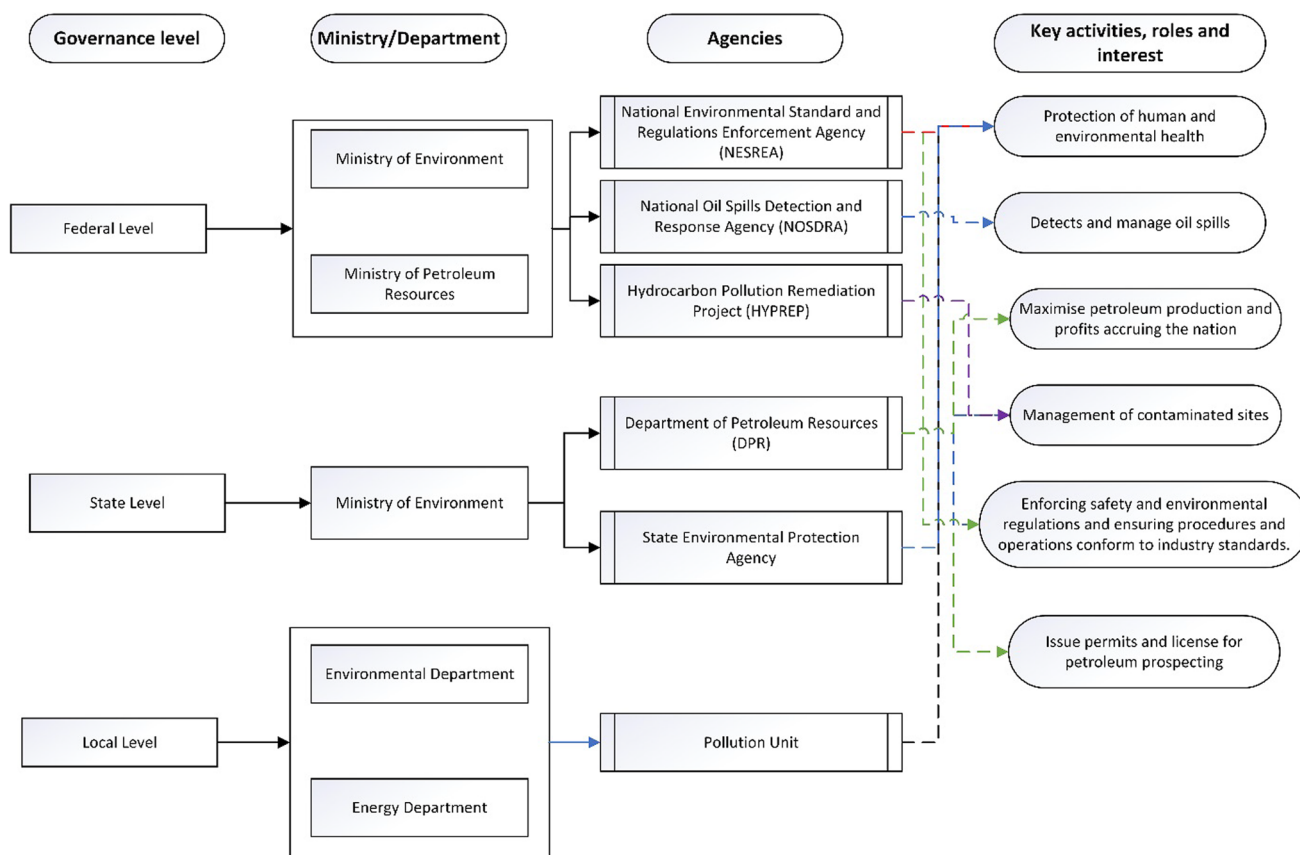 Governance level
Ministry/Department
Agencies
Key activities, roles and
interest
Federal Level
Ministry of Environment
Ministry of Petroleum
Resources
National Environmental Standard and
Regulations Enforcement Agency
(NESREA)
National Oil Spills Detection and
Response Agency (NOSDRA)
Hydrocarbon Pollution Remediation
Project (HYPREP)
Protection of human and
environmental health
Detects and manage oil spills
Maximise petroleum production and
profits accruing the nation
State Level
Ministry of Environment
Department of Petroleum Resources
(DPR)
State Environmental Protection
Agency
Management of contaminated sites
Enforcing safety and environmental
regulations and ensuring procedures and
operations conform to industry standards.
Local Level
Environmental Department
Energy Department
Pollution Unit
Issue permits and license for
petroleum prospecting